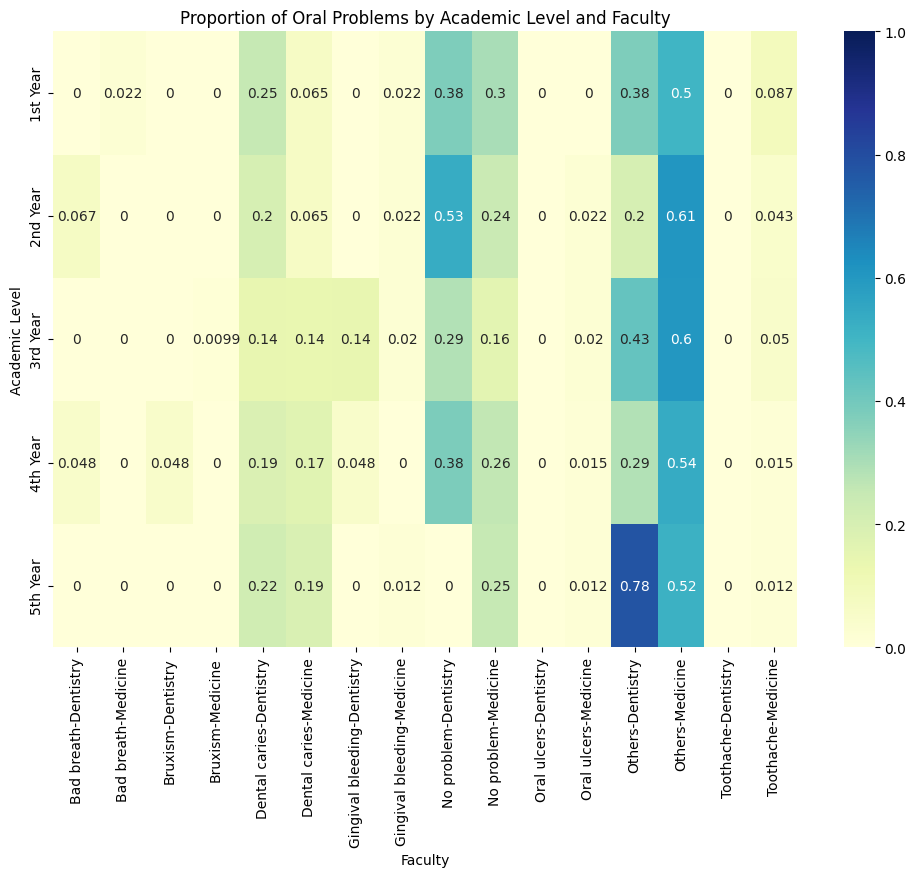 Proportion of Oral Problems by Academic Level and Faculty
Academic Level
1st Year 0 0.022 0 0 0.25 0.065 0 0.022 0.38 0.3 0 0 0.38 0.5 0 0.087
2nd Year 0.067 0 0 0 0.2 0.065 0 0.022 0.53 0.24 0 0.022 0.2 0.61 0 0.043
3rd Year 0 0 0 0.0099 0.14 0.14 0.14 0.02 0.29 0.16 0 0.02 0.43 0.6 0 0.05
4th Year 0.048 0 0.048 0 0.19 0.17 0.048 0 0.38 0.26 0 0.015 0.29 0.54 0 0.015
5th Year 0 0 0 0 0.22 0.19 0 0.012 0 0.25 0 0.012 0.78 0.52 0 0.012
Bad breath-Dentistry
Bad breath-Medicine
Bruxism-Dentistry
Bruxism-Medicine
Dental caries-Dentistry
Dental caries-Medicine
Gingival bleeding-Dentistry
Gingival bleeding-Medicine
No problem-Dentistry
No problem-Medicine
Oral ulcers-Dentistry
Oral ulcers-Medicine
Others-Dentistry
Others-Medicine
Toothache-Dentistry
Toothache-Medicine
Faculty
1.0
0.8
0.6
0.4
0.2
0.0